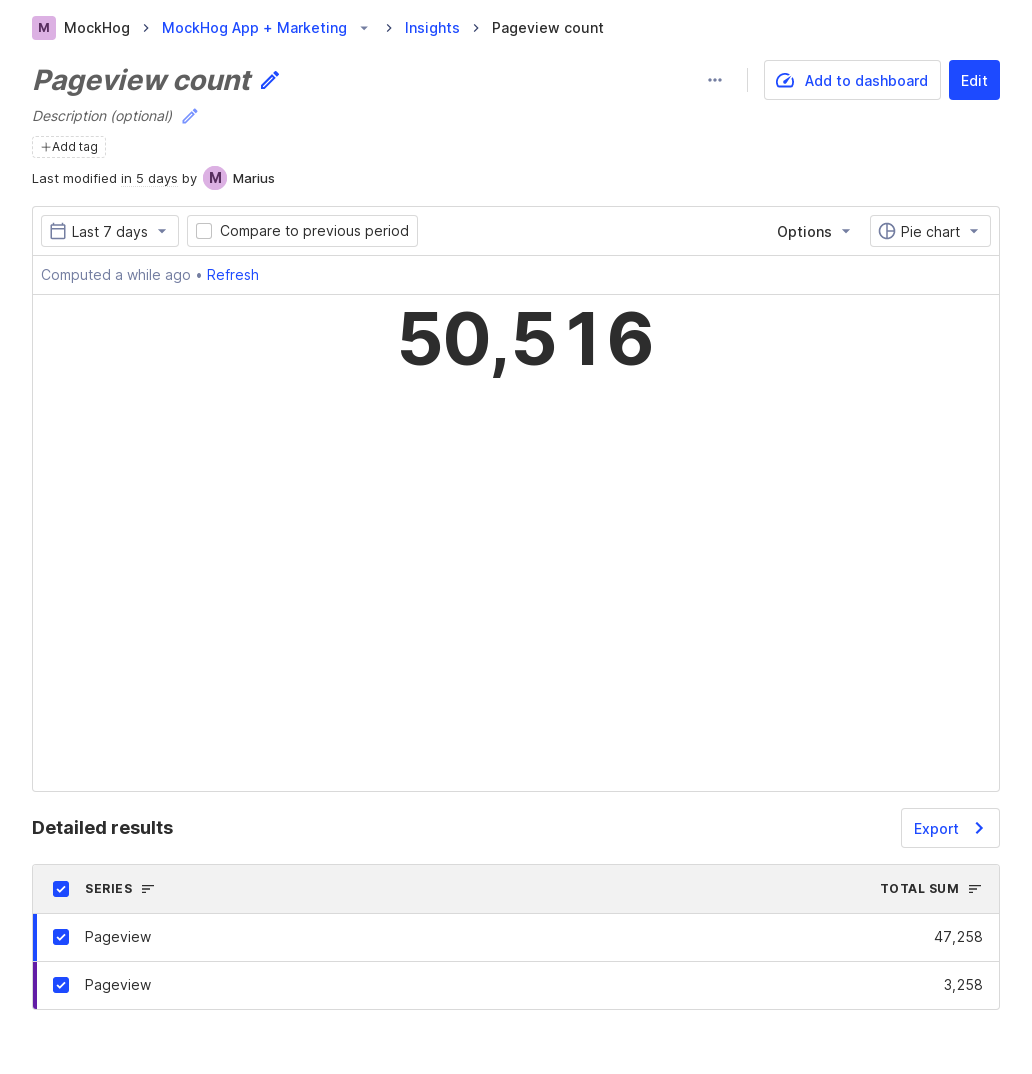 M MockHog MockHog App + Marketing Insights Pageview count
Pageview count
Add to dashboard Edit
Description (optional)
Add tag
Last modified in 5 days by M Marius
Last 7 days Compare to previous period Options Pie chart
Computed a while ago • Refresh
50,516
Detailed results Export
SERIES TOTAL SUM
Pageview 47,258
Pageview 3,258